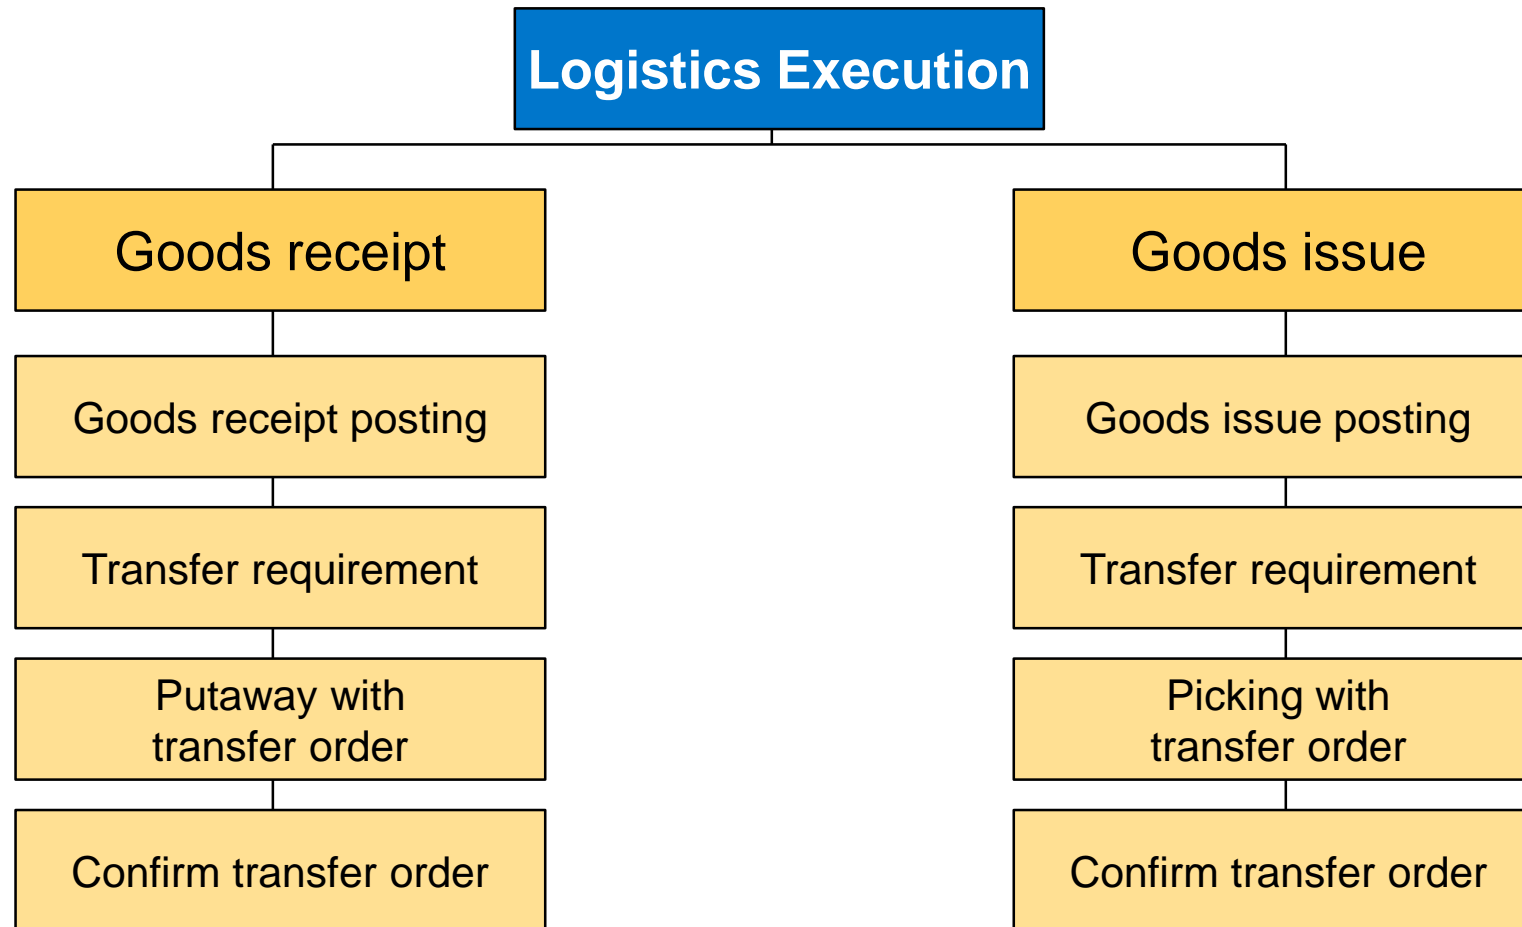 Logistics Execution
Goods receipt
Goods receipt posting
Transfer requirement
Putaway with
transfer order
Confirm transfer order
Goods issue
Goods issue posting
Transfer requirement
Picking with
transfer order
Confirm transfer order